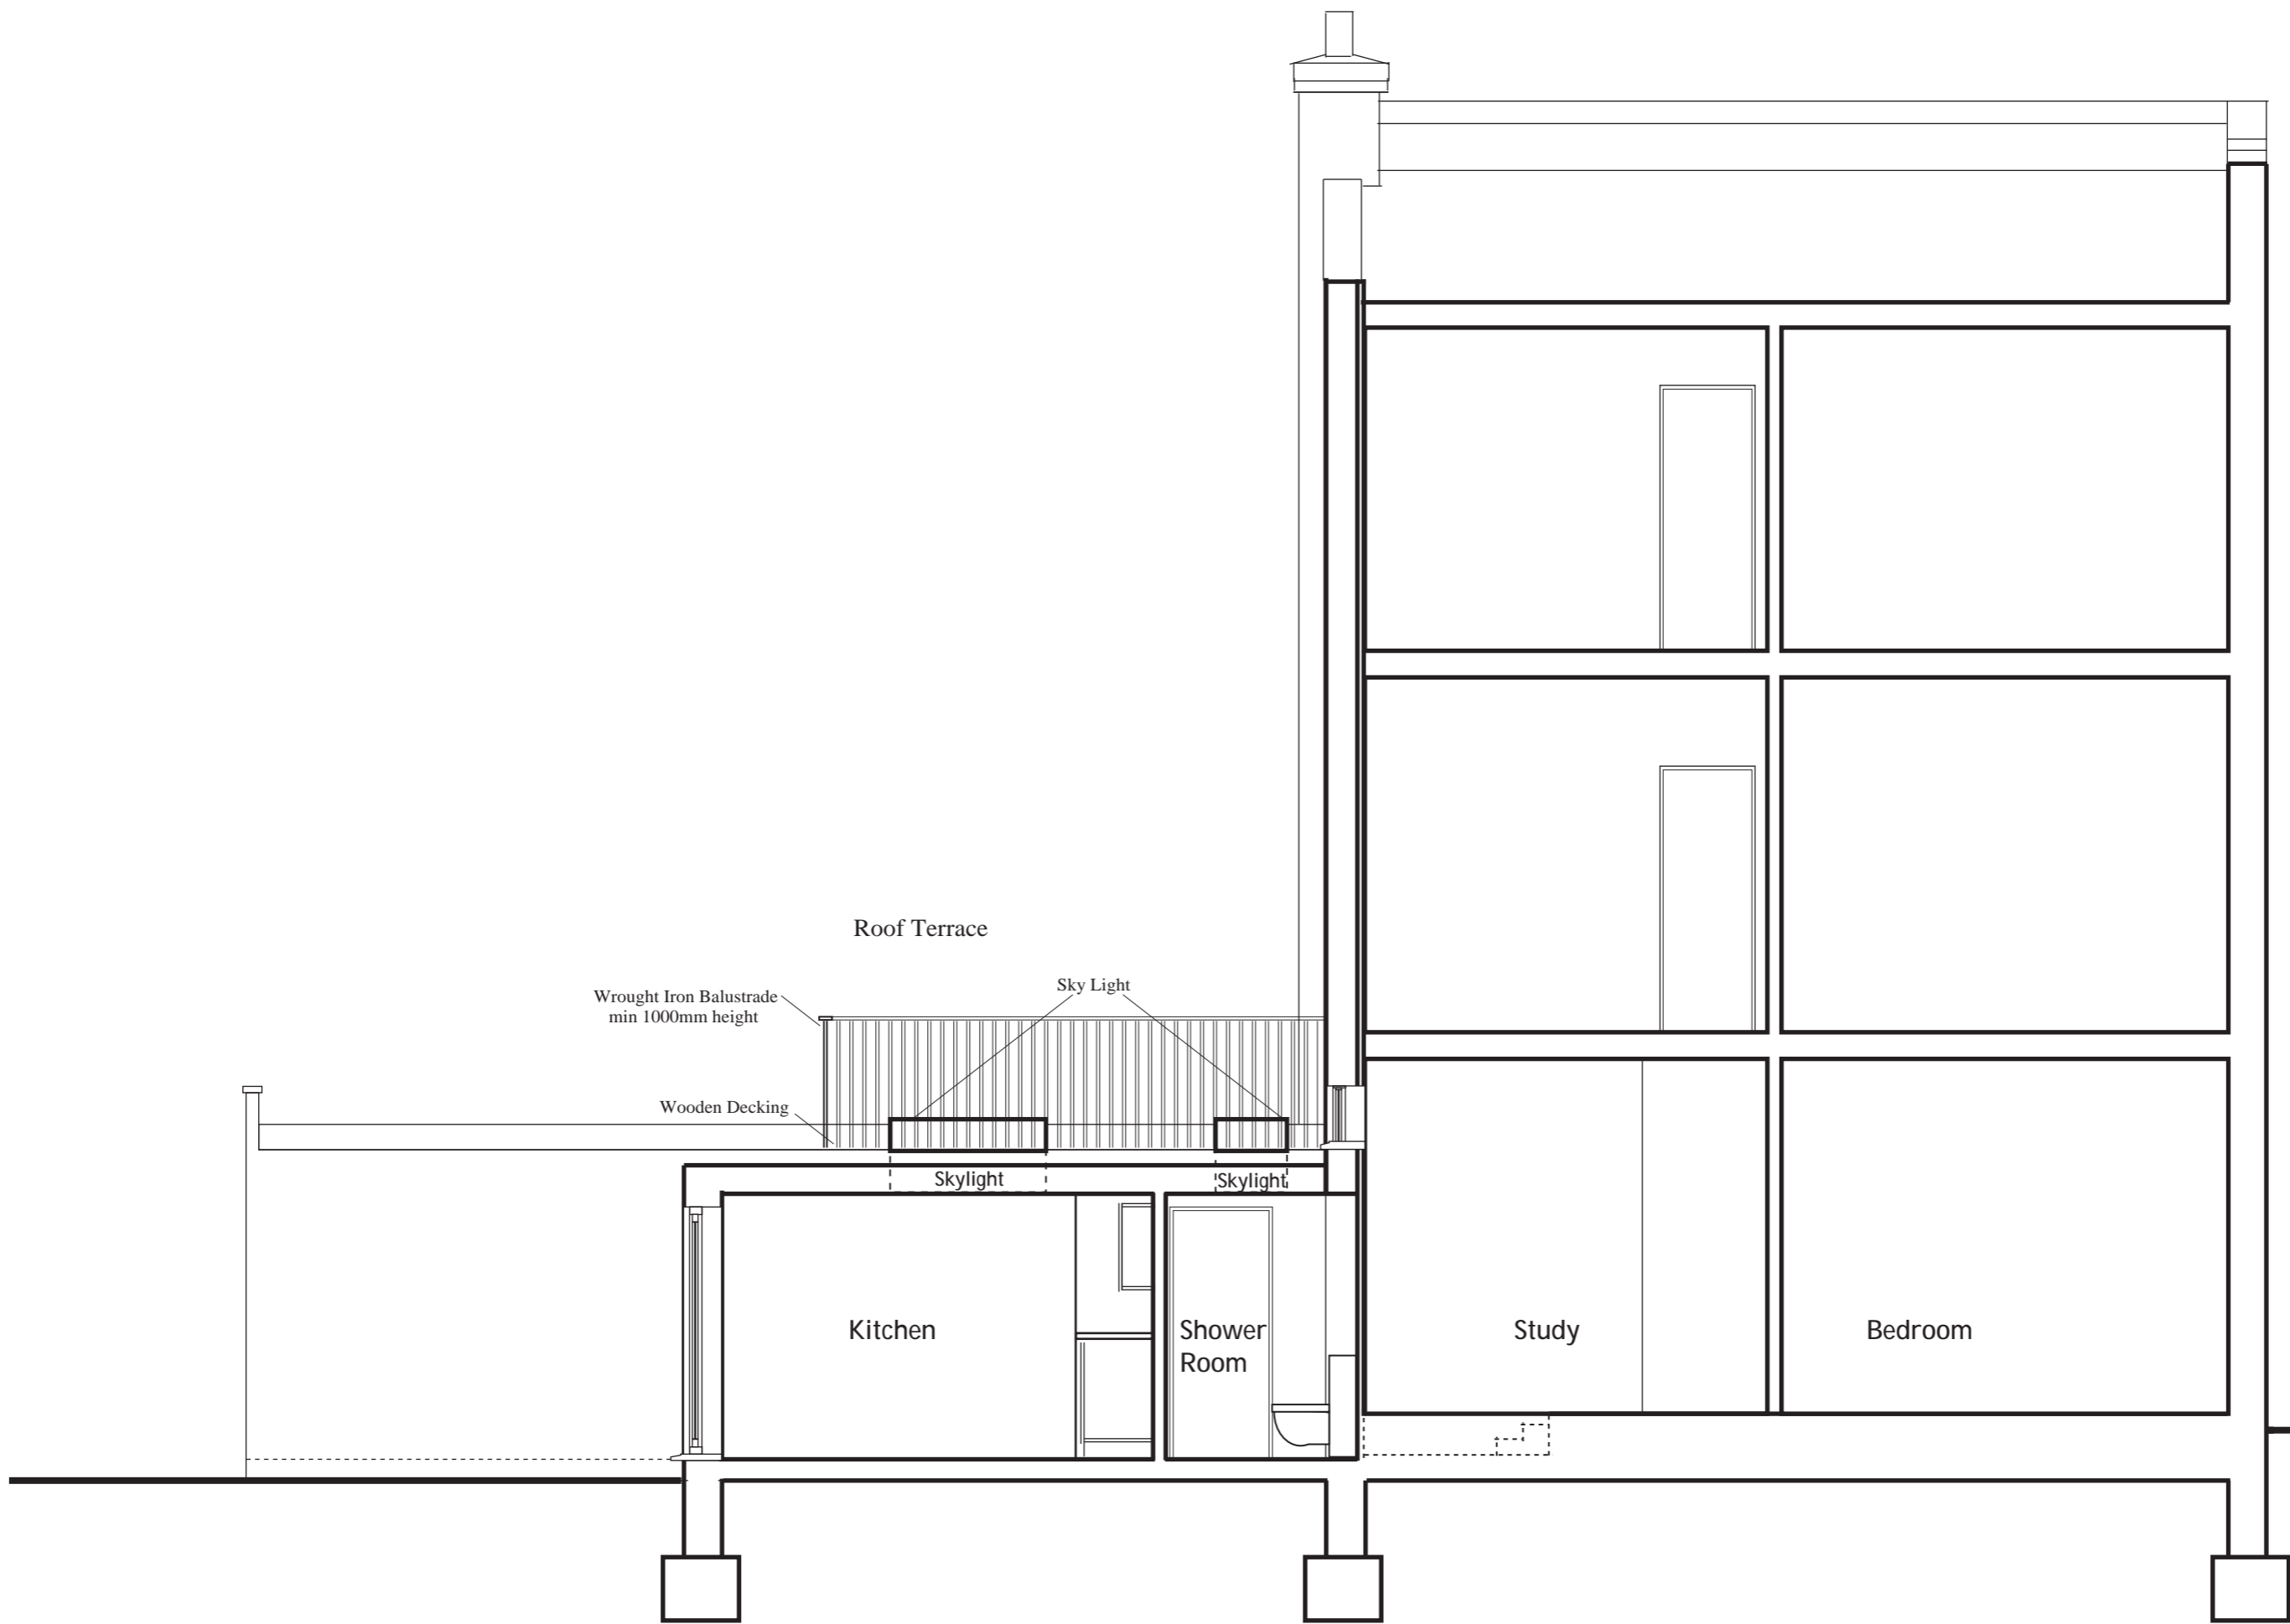 Roof Terrace
Sky Light
Wrought Iron Balustrade
min 1000mm height
Wooden Decking
Skylight
Skylight
Kitchen
Shower
Room
Study
Bedroom